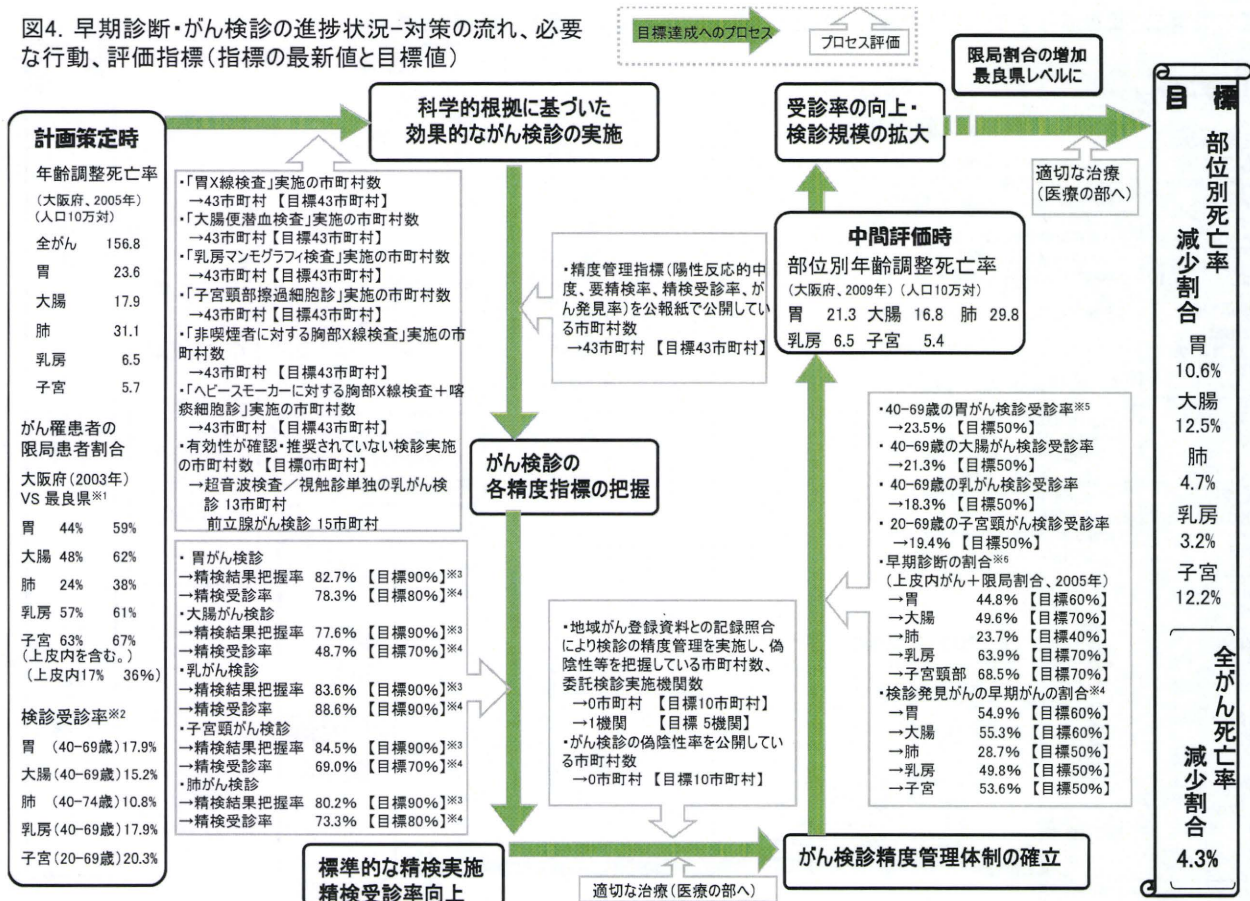 図4. 早期診断・がん検診の進捗状況−対策の流れ、必要
な行動、評価指標(指標の最新値と目標値)
目標達成へのプロセス
プロセス評価
計画策定時
年齢調整死亡率
(大阪府、2005年)
(人口10万対)
全がん 156.8
胃 23.6
大腸 17.9
肺 31.1
乳房 6.5
子宮 5.7
がん罹患者の
限局患者割合
大阪府(2003年)
VS 最良県※1
胃 44% 59%
大腸 48% 62%
肺 24% 38%
乳房 57% 61%
子宮 63% 67%
(上皮内を含む。)
(上皮内17% 36%)
検診受診率※2
胃 (40-69歳)17.9%
大腸(40-69歳)15.2%
肺 (40-74歳)10.8%
乳房(40-69歳)17.9%
子宮(20-69歳)20.3%
科学的根拠に基づいた
効果的ながん検診の実施
・「胃X線検査」実施の市町村数
→43市町村 【目標43市町村】
・「大腸便潜血検査」実施の市町村数
→43市町村 【目標43市町村】
・「乳房マンモグラフィ検査」実施の市町村数
→43市町村 【目標43市町村】
・「子宮頸部擦過細胞診」実施の市町村数
→43市町村 【目標43市町村】
・「非喫煙者に対する胸部X線検査」実施の市
町村数
→43市町村 【目標43市町村】
・「ヘビースモーカーに対する胸部X線検査+喀
痰細胞診」実施の市町村数
→43市町村 【目標43市町村】
・有効性が確認・推奨されていない検診実施
の市町村数 【目標0市町村】
→超音波検査/視触診単独の乳がん検
診 13市町村
前立腺がん検診 15市町村
・精度管理指標(陽性反応的中
度、要精検率、精検受診率、が
ん発見率)を公報紙で公開してい
る市町村数
→43市町村 【目標43市町村】
がん検診の
各精度指標の把握
・胃がん検診
→精検結果把握率 82.7% 【目標90%】※3
→精検受診率 78.3% 【目標80%】※4
・大腸がん検診
→精検結果把握率 77.6% 【目標90%】※3
→精検受診率 48.7% 【目標70%】※4
・乳がん検診
→精検結果把握率 83.6% 【目標90%】※3
→精検受診率 88.6% 【目標90%】※4
・子宮頸がん検診
→精検結果把握率 84.5% 【目標90%】※3
→精検受診率 69.0% 【目標70%】※4
・肺がん検診
→精検結果把握率 80.2% 【目標90%】※3
→精検受診率 73.3% 【目標80%】※4
標準的な精検実施
精検受診率向上
・地域がん登録資料との記録照合
により検診の精度管理を実施し、偽
陰性等を把握している市町村数、
委託検診実施機関数
→0市町村 【目標10市町村】
→1機関 【目標 5機関】
・がん検診の偽陰性率を公開してい
る市町村数
→0市町村 【目標10市町村】
適切な治療(医療の部へ)
がん検診精度管理体制の確立
・40-69歳の胃がん検診受診率※5
→23.5% 【目標50%】
・40-69歳の大腸がん検診受診率
→21.3% 【目標50%】
・40-69歳の乳がん検診受診率
→18.3% 【目標50%】
・20-69歳の子宮頸がん検診受診率
→19.4% 【目標50%】
・早期診断の割合※6
(上皮内がん+限局割合、2005年)
→胃 44.8% 【目標60%】
→大腸 49.6% 【目標70%】
→肺 23.7% 【目標40%】
→乳房 63.9% 【目標70%】
→子宮頸部 68.5% 【目標70%】
・検診発見がんの早期がんの割合※4
→胃 54.9% 【目標60%】
→大腸 55.3% 【目標60%】
→肺 28.7% 【目標50%】
→乳房 49.8% 【目標50%】
→子宮 53.6% 【目標50%】
中間評価時
部位別年齢調整死亡率
(大阪府、2009年)(人口10万対)
胃 21.3 大腸 16.8 肺 29.8
乳房 6.5 子宮 5.4
受診率の向上・
検診規模の拡大
限局割合の増加
最良県レベルに
適切な治療
(医療の部へ)
目標
部位別死亡率
減少割合
胃
10.6%
大腸
12.5%
肺
4.7%
乳房
3.2%
子宮
12.2%
全がん死亡率
減少割合
4.3%